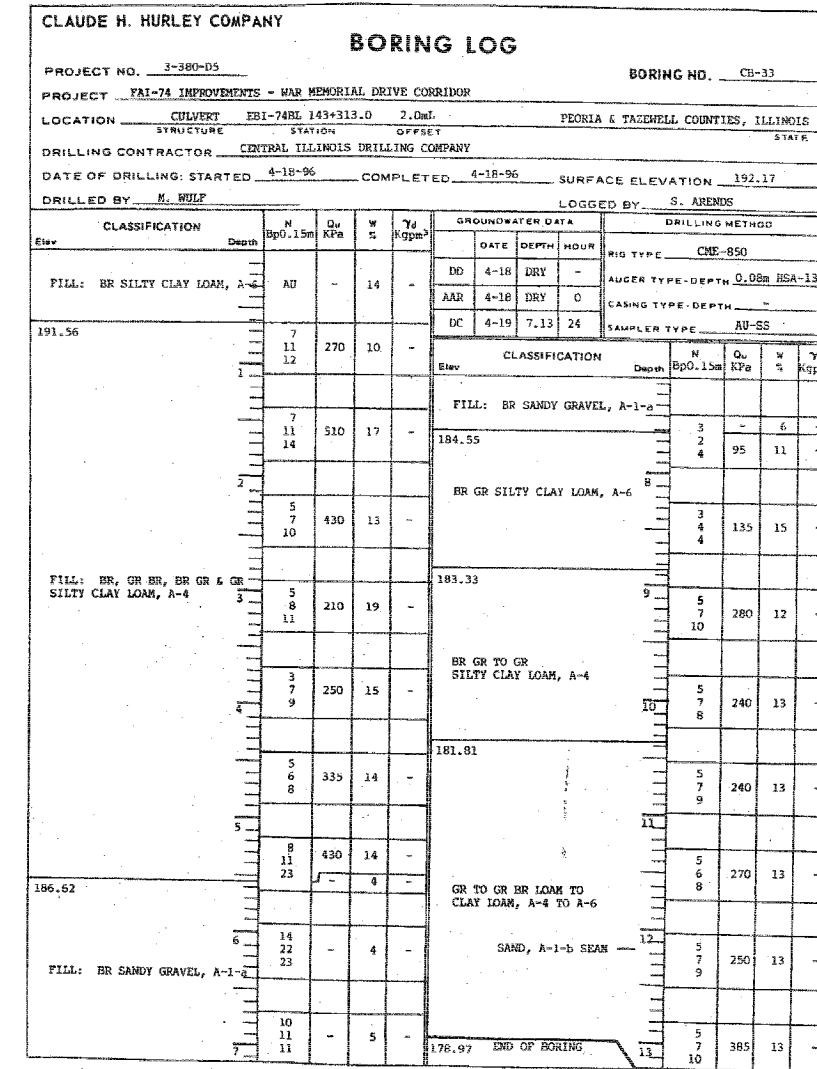 CLAUDE H. HURLEY COMPANY
BORING LOG
PROJECT NO. 3-380-D5
BORING NO. CB-33
PROJECT FAI-74 IMPROVEMENTS - WAR MEMORIAL DRIVE CORRIDOR
LOCATION CULVERT EBI-74BL 143+313.0 2.0mL PEORIA & TAZEWELL COUNTIES, ILLINOIS
STRUCTURE STATION OFFSET STATE
DRILLING CONTRACTOR CENTRAL ILLINOIS DRILLING COMPANY
DATE OF DRILLING: STARTED 4-18-96 COMPLETED 4-18-96 SURFACE ELEVATION 192.17
DRILLED BY M. WULF LOGGED BY S. ARENDS
CLASSIFICATION
Elev Depth
N Bp0.15m
Qu KPa
W %
γd Kgpm³
FILL: BR SILTY CLAY LOAM, A-6 AU - 14 -
191.56
7
11 270 10 -
12
1
7
11 510 17 -
14
2
5
7 430 13 -
10
FILL: BR, GR BR, BR GR & GR
SILTY CLAY LOAM, A-4
3
5
8 210 19 -
11
3
7 250 15 -
9
4
5
6 335 14 -
8
5
8
11 430 14 -
23 - 4 -
186.62
6
14
22 - 4 -
23
FILL: BR SANDY GRAVEL, A-1-a
10
11 - 5 -
11
7
GROUNDWATER DATA
DATE DEPTH HOUR
DD 4-18 DRY -
AAR 4-18 DRY 0
DC 4-19 7.13 24
DRILLING METHOD
RIG TYPE CME-850
AUGER TYPE-DEPTH 0.08m HSA-13
CASING TYPE-DEPTH -
SAMPLER TYPE AU-SS
CLASSIFICATION
Elev Depth
N Bp0.15m
Qu KPa
W %
FILL: BR SANDY GRAVEL, A-1-a
3 - 6 -
184.55
2
4 95 11 -
8
BR GR SILTY CLAY LOAM, A-6
3
4 135 15 -
4
183.33
9
5
7 280 12 -
10
BR GR TO GR
SILTY CLAY LOAM, A-4
5
7 240 13 -
8
10
181.81
5
7 240 13 -
9
11
5
6 270 13 -
8
GR TO GR BR LOAM TO
CLAY LOAM, A-4 TO A-6
12
SAND, A-1-b SEAM
5
7 250 13 -
9
5
7 385 13 -
10
178.97 END OF BORING 13